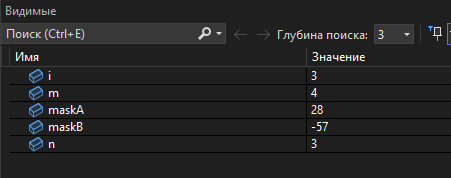 Видимые
Поиск (Ctrl+E) Глубина поиска: 3
Имя Значение
i 3
m 4
maskA 28
maskB -57
n 3